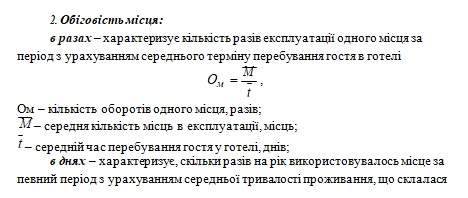 2. Обіговість місця:
в разах – характеризує кількість разів експлуатації одного місця за
період з урахуванням середнього терміну перебування гостя в готелі
O_м = M̅ / t̅ ,
Ом – кількість оборотів одного місця, разів;
M̅ – середня кількість місць в експлуатації, місць;
t̅ – середній час перебування гостя у готелі, днів;
в днях – характеризує, скільки разів на рік використовувалось місце за
певний період з урахуванням середньої тривалості проживання, що склалася